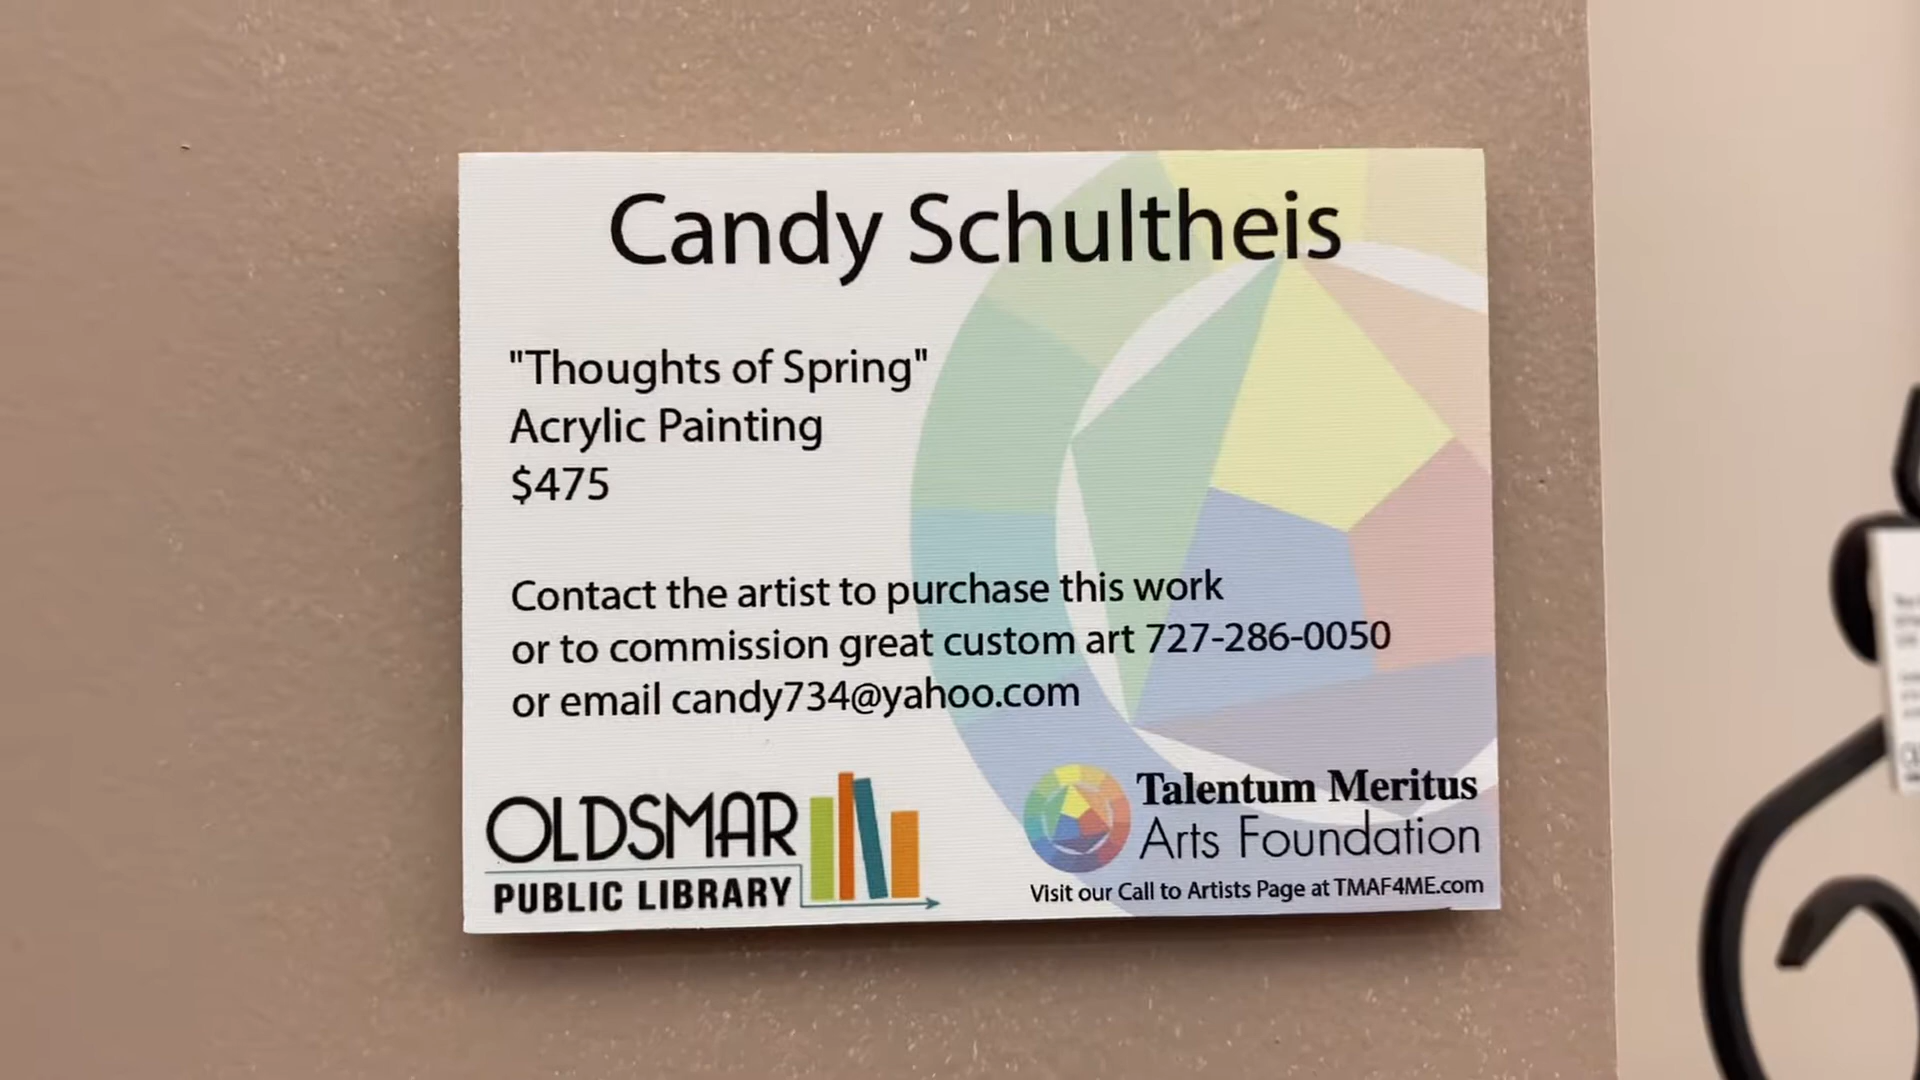 Candy Schultheis
"Thoughts of Spring"
Acrylic Painting
$475
Contact the artist to purchase this work
or to commission great custom art 727-286-0050
or email candy734@yahoo.com
OLDSMAR
PUBLIC LIBRARY
Talentum Meritus
Arts Foundation
Visit our Call to Artists Page at TMAF4ME.com